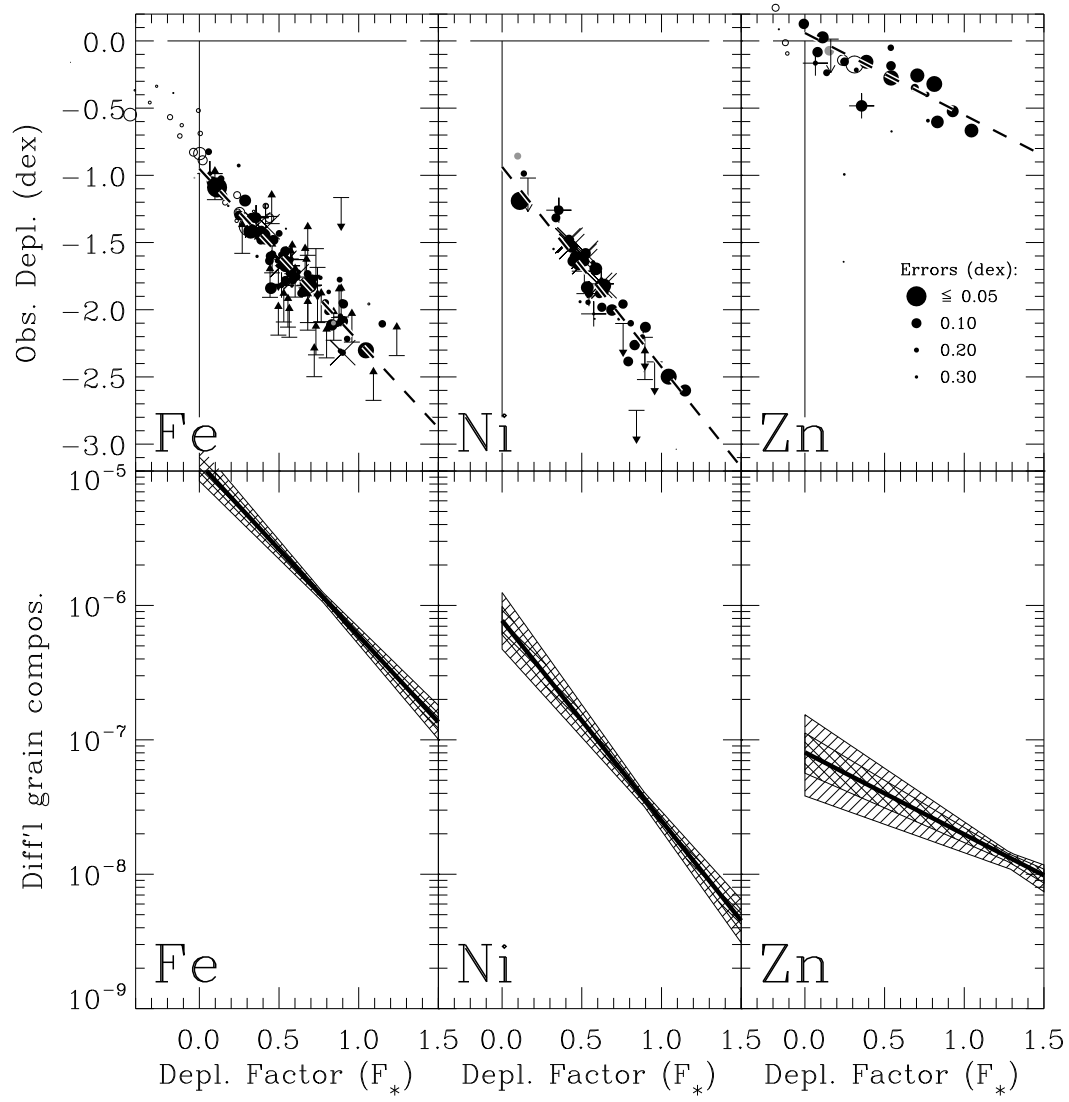 0.0
−0.5
−1.0
−1.5
−2.0
−2.5
−3.0
Obs. Depl. (dex)
Fe
Ni
Zn
Errors (dex):
≦ 0.05
0.10
0.20
0.30
10⁻⁵
10⁻⁶
10⁻⁷
10⁻⁸
10⁻⁹
Diff'l grain compos.
Fe
Ni
Zn
0.0 0.5 1.0 1.5 0.0 0.5 1.0 1.5 0.0 0.5 1.0 1.5
Depl. Factor (F*) Depl. Factor (F*) Depl. Factor (F*)